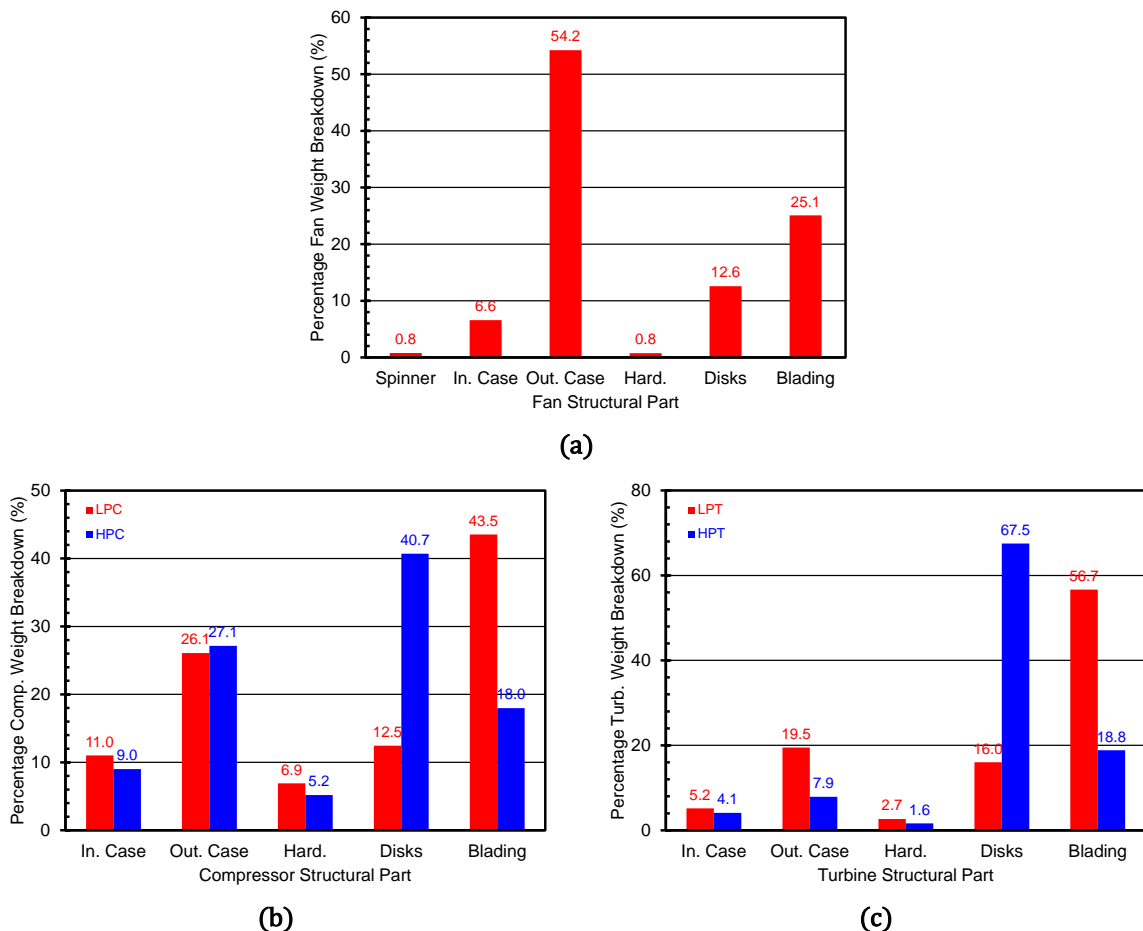 Percentage Fan Weight Breakdown (%)
60
50
40
30
20
10
0
0.8
6.6
54.2
0.8
12.6
25.1
Spinner In. Case Out. Case Hard. Disks Blading
Fan Structural Part
(a)
Percentage Comp. Weight Breakdown (%)
50
40
30
20
10
0
LPC
HPC
11.0
9.0
26.1
27.1
6.9
5.2
12.5
40.7
43.5
18.0
In. Case Out. Case Hard. Disks Blading
Compressor Structural Part
(b)
Percentage Turb. Weight Breakdown (%)
80
60
40
20
0
LPT
HPT
5.2
4.1
19.5
7.9
2.7
1.6
16.0
67.5
56.7
18.8
In. Case Out. Case Hard. Disks Blading
Turbine Structural Part
(c)